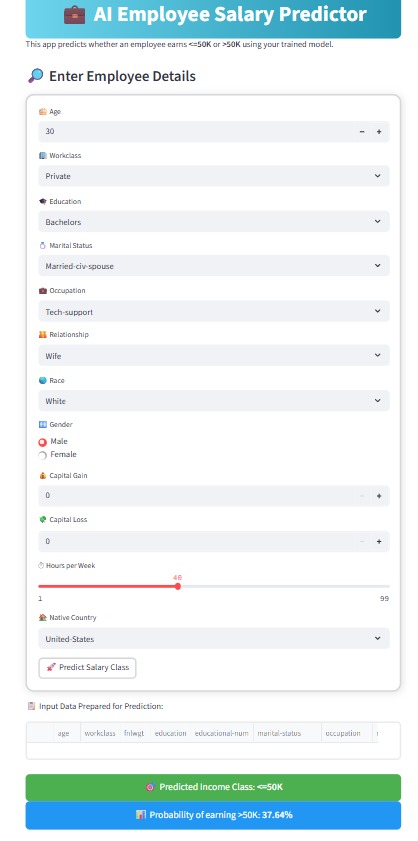 AI Employee Salary Predictor
This app predicts whether an employee earns <=50K or >50K using your trained model.
Enter Employee Details
Age
30
Workclass
Private
Education
Bachelors
Marital Status
Married-civ-spouse
Occupation
Tech-support
Relationship
Wife
Race
White
Gender
Male
Female
Capital Gain
0
Capital Loss
0
Hours per Week
40
1 99
Native Country
United-States
Predict Salary Class
Input Data Prepared for Prediction:
age workclass fnlwgt education educational-num marital-status occupation
Predicted Income Class: <=50K
Probability of earning >50K: 37.64%